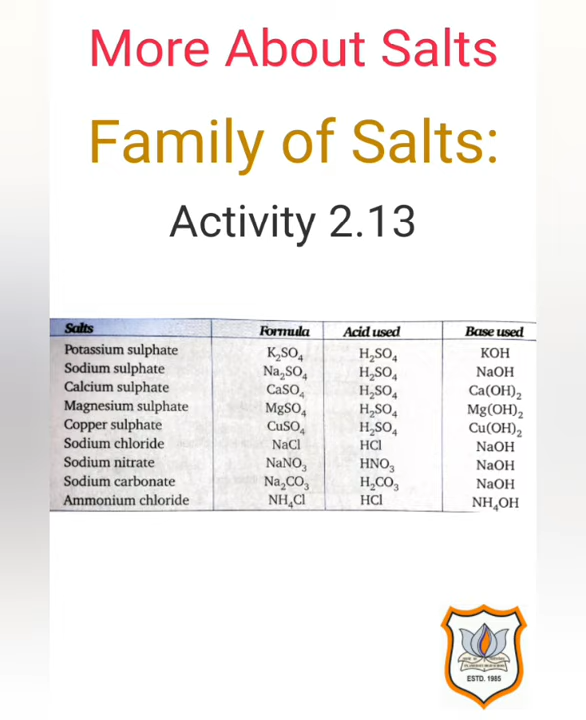 More About Salts
Family of Salts:
Activity 2.13
Salts Formula Acid used Base used
Potassium sulphate K₂SO₄ H₂SO₄ KOH
Sodium sulphate Na₂SO₄ H₂SO₄ NaOH
Calcium sulphate CaSO₄ H₂SO₄ Ca(OH)₂
Magnesium sulphate MgSO₄ H₂SO₄ Mg(OH)₂
Copper sulphate CuSO₄ H₂SO₄ Cu(OH)₂
Sodium chloride NaCl HCl NaOH
Sodium nitrate NaNO₃ HNO₃ NaOH
Sodium carbonate Na₂CO₃ H₂CO₃ NaOH
Ammonium chloride NH₄Cl HCl NH₄OH
ESTD. 1985